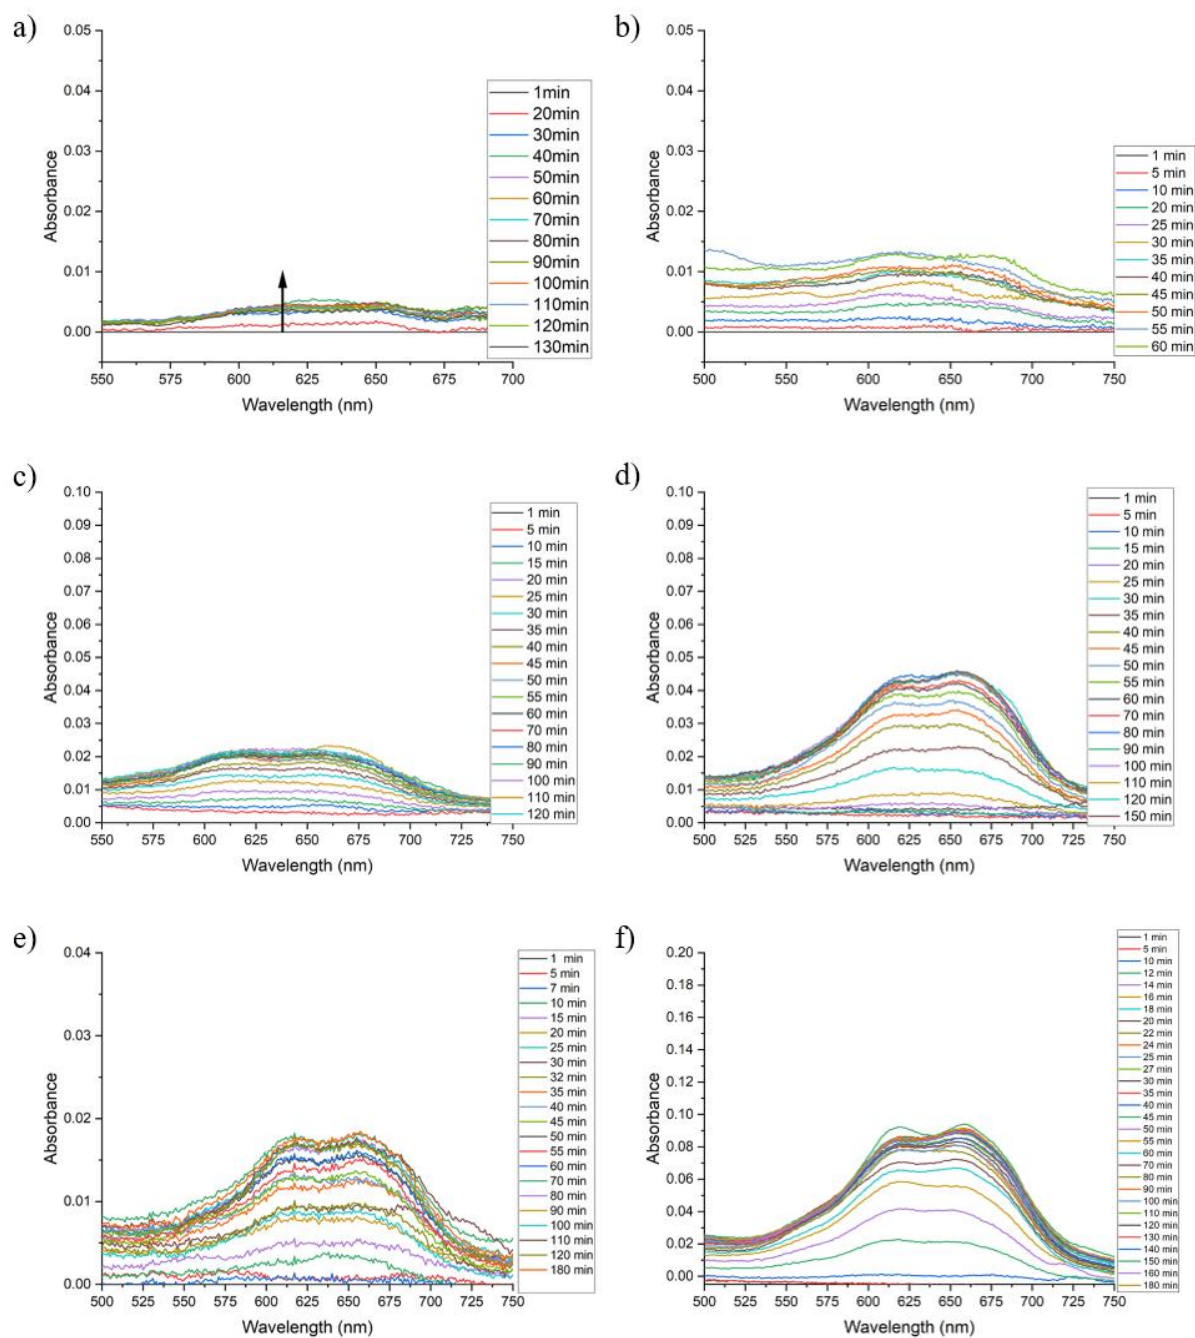 a)
0.05
0.04
0.03
0.02
0.01
0.00
550
575
600
625
650
675
700
Absorbance
Wavelength (nm)
1min
20min
30min
40min
50min
60min
70min
80min
90min
100min
110min
120min
130min
b)
0.05
0.04
0.03
0.02
0.01
0.00
500
550
600
650
700
750
Absorbance
Wavelength (nm)
1 min
5 min
10 min
20 min
25 min
30 min
35 min
40 min
45 min
50 min
55 min
60 min
c)
0.10
0.09
0.08
0.07
0.06
0.05
0.04
0.03
0.02
0.01
0.00
550
575
600
625
650
675
700
725
750
Absorbance
Wavelength (nm)
1 min
5 min
10 min
15 min
20 min
25 min
30 min
35 min
40 min
45 min
50 min
55 min
60 min
70 min
80 min
90 min
100 min
110 min
120 min
d)
0.10
0.09
0.08
0.07
0.06
0.05
0.04
0.03
0.02
0.01
0.00
500
525
550
575
600
625
650
675
700
725
750
Absorbance
Wavelength (nm)
1 min
5 min
10 min
15 min
20 min
25 min
30 min
35 min
40 min
45 min
50 min
55 min
60 min
70 min
80 min
90 min
100 min
110 min
120 min
150 min
e)
0.04
0.03
0.02
0.01
0.00
500
525
550
575
600
625
650
675
700
725
750
Absorbance
Wavelength (nm)
1 min
5 min
7 min
10 min
15 min
20 min
25 min
30 min
32 min
35 min
40 min
45 min
50 min
55 min
60 min
70 min
80 min
90 min
100 min
110 min
120 min
180 min
f)
0.20
0.18
0.16
0.14
0.12
0.10
0.08
0.06
0.04
0.02
0.00
500
525
550
575
600
625
650
675
700
725
750
Absorbance
Wavelength (nm)
1 min
5 min
10 min
12 min
14 min
16 min
18 min
20 min
22 min
24 min
25 min
27 min
30 min
35 min
40 min
45 min
50 min
55 min
60 min
70 min
80 min
90 min
100 min
110 min
120 min
130 min
140 min
150 min
160 min
180 min